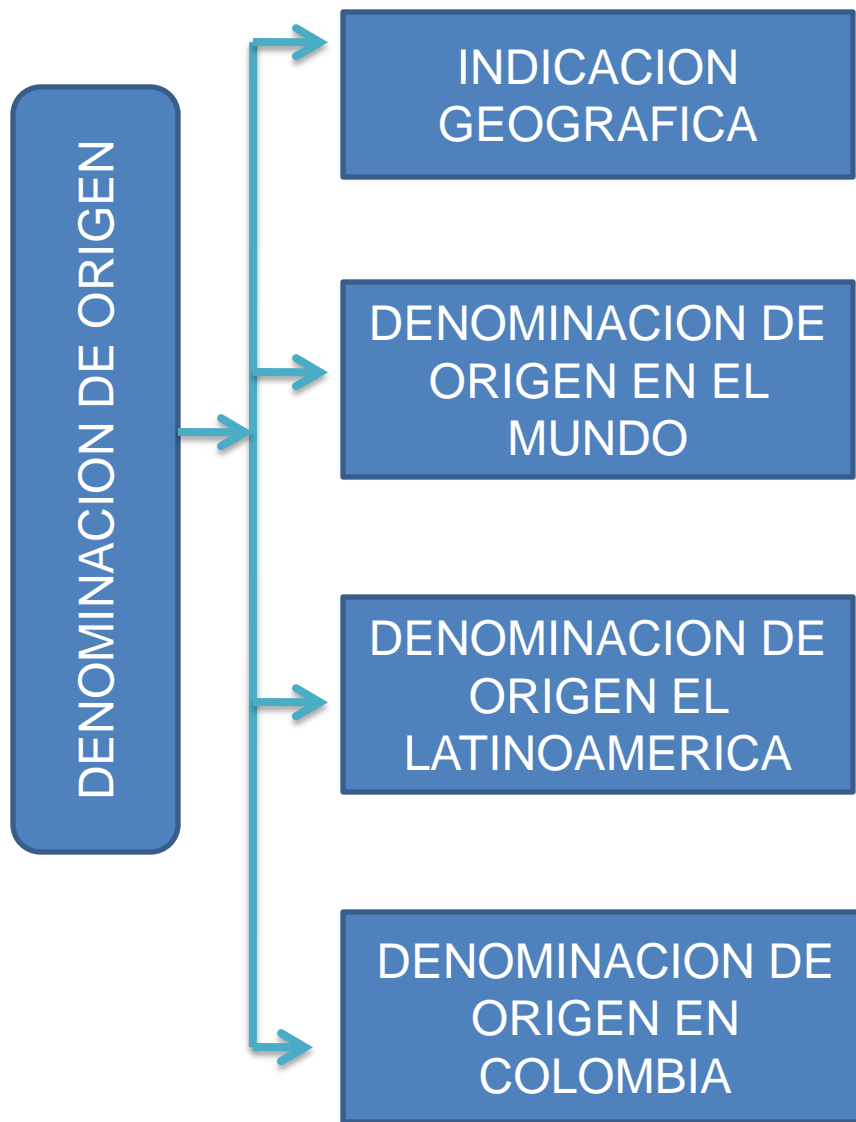 DENOMINACION DE ORIGEN
INDICACION
GEOGRAFICA
DENOMINACION DE
ORIGEN EN EL
MUNDO
DENOMINACION DE
ORIGEN EL
LATINOAMERICA
DENOMINACION DE
ORIGEN EN
COLOMBIA